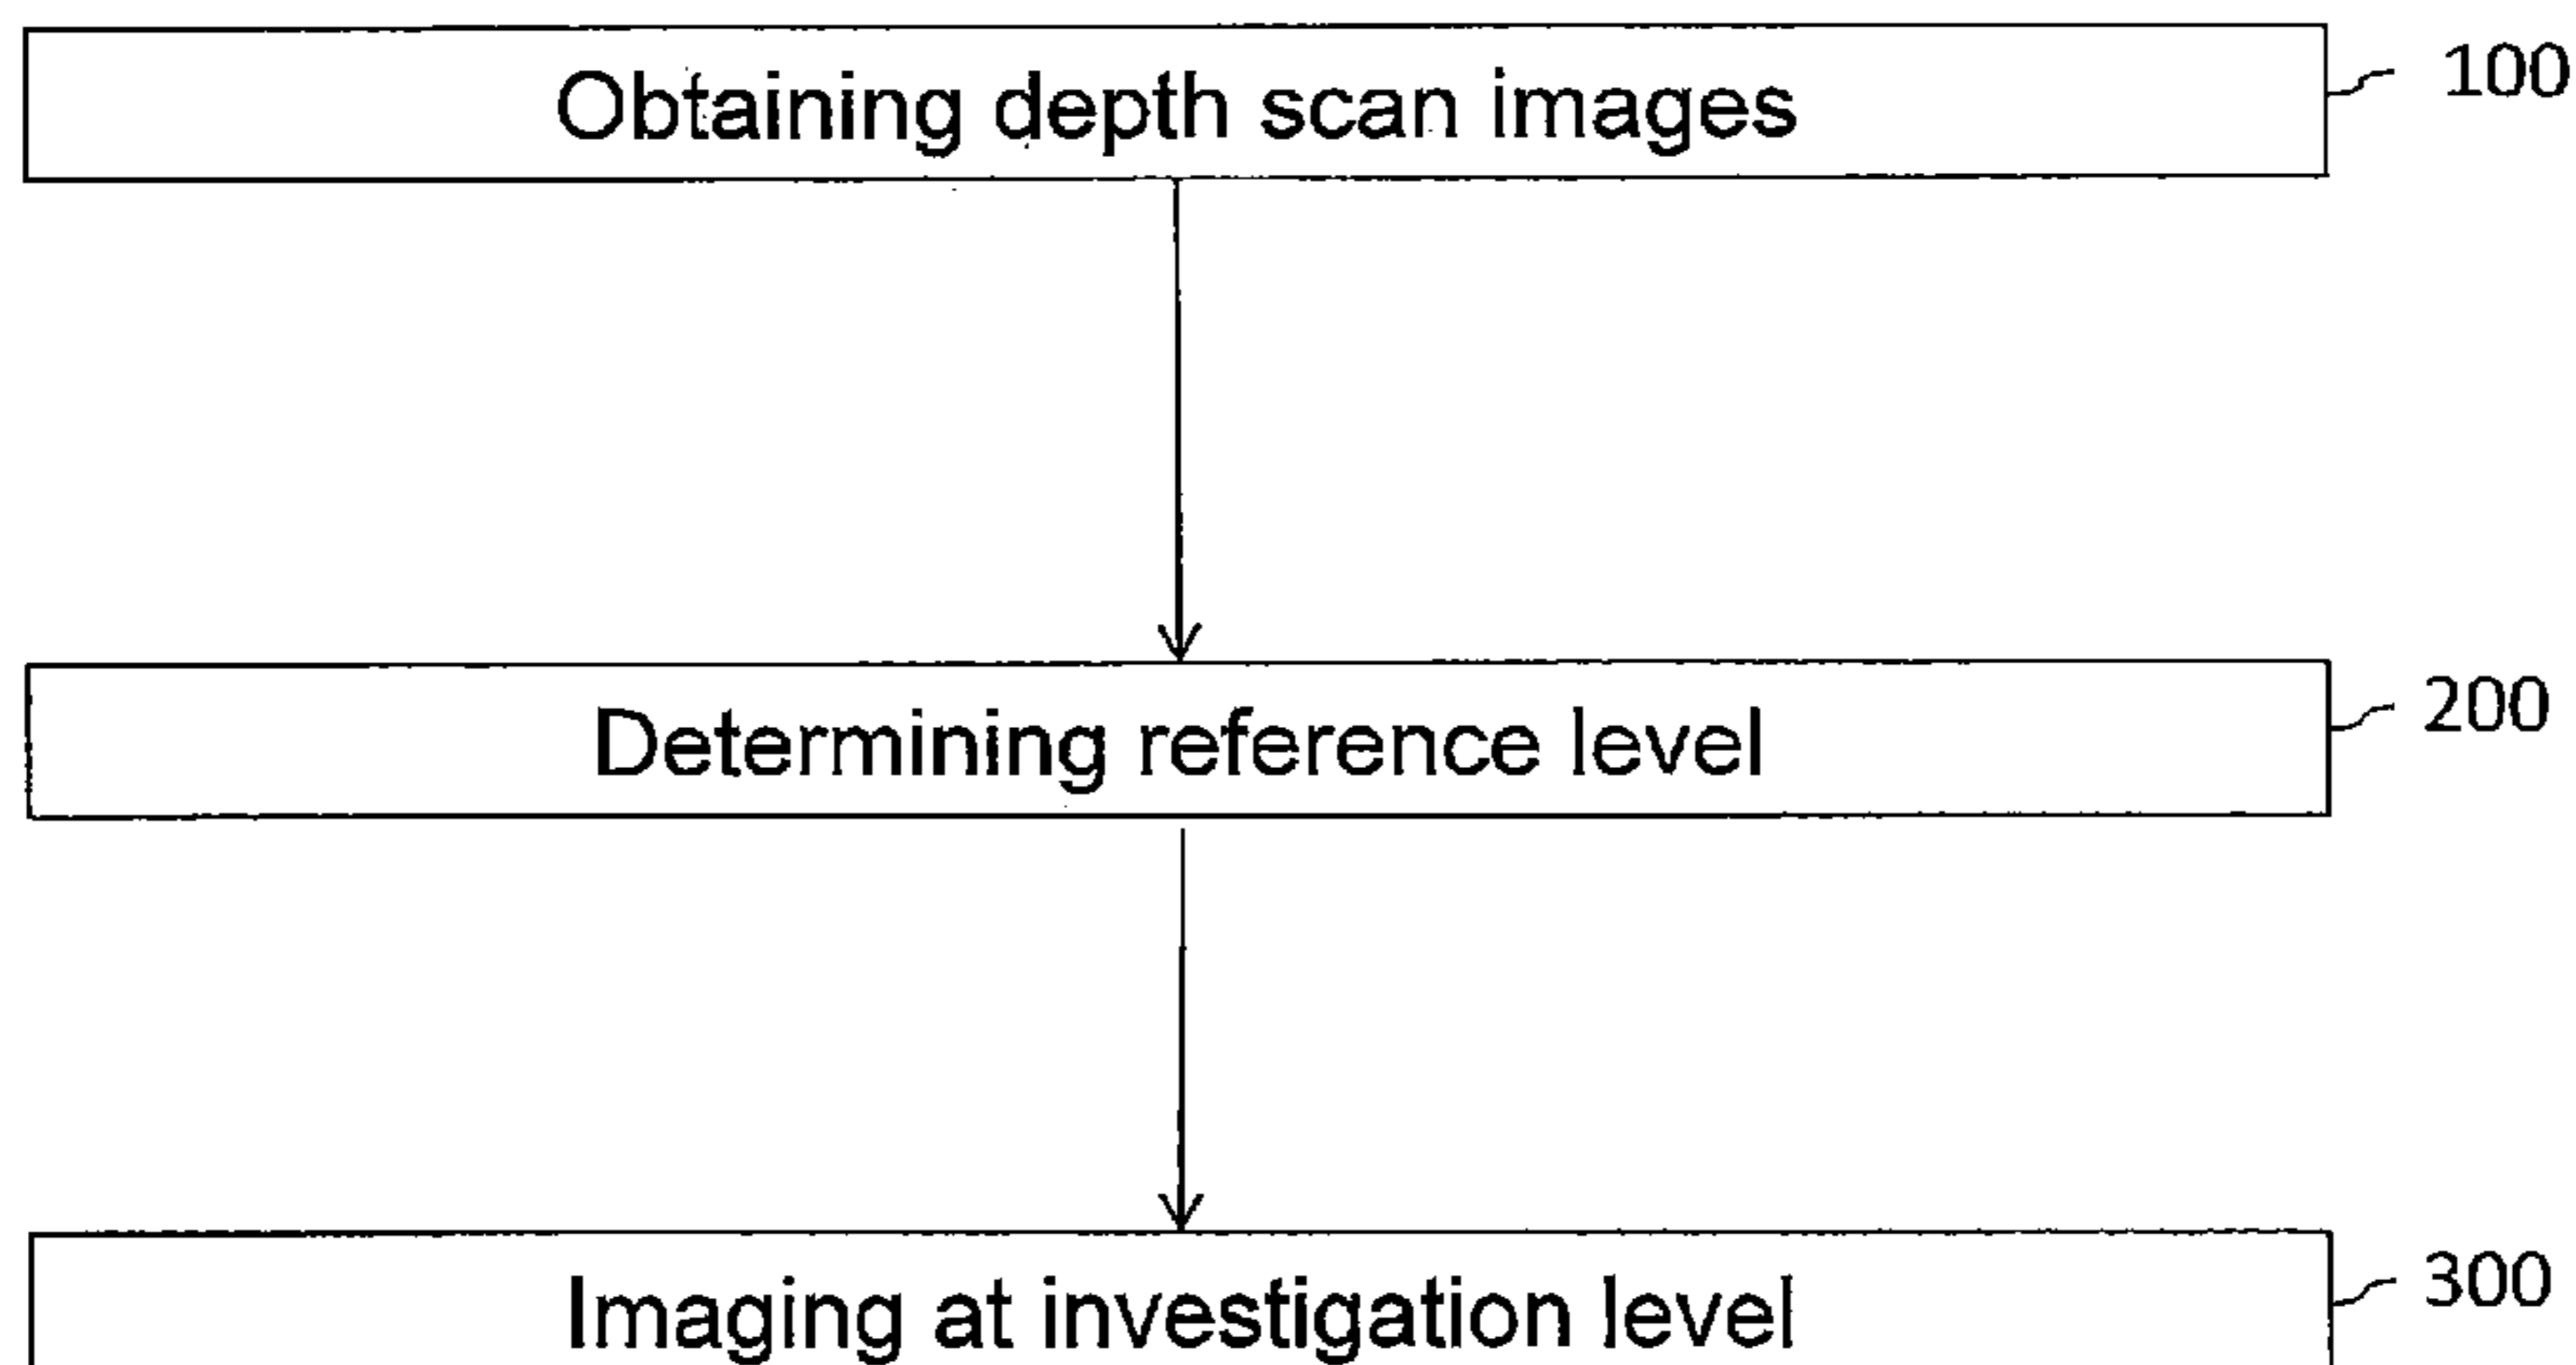 Obtaining depth scan images 100
Determining reference level 200
Imaging at investigation level 300